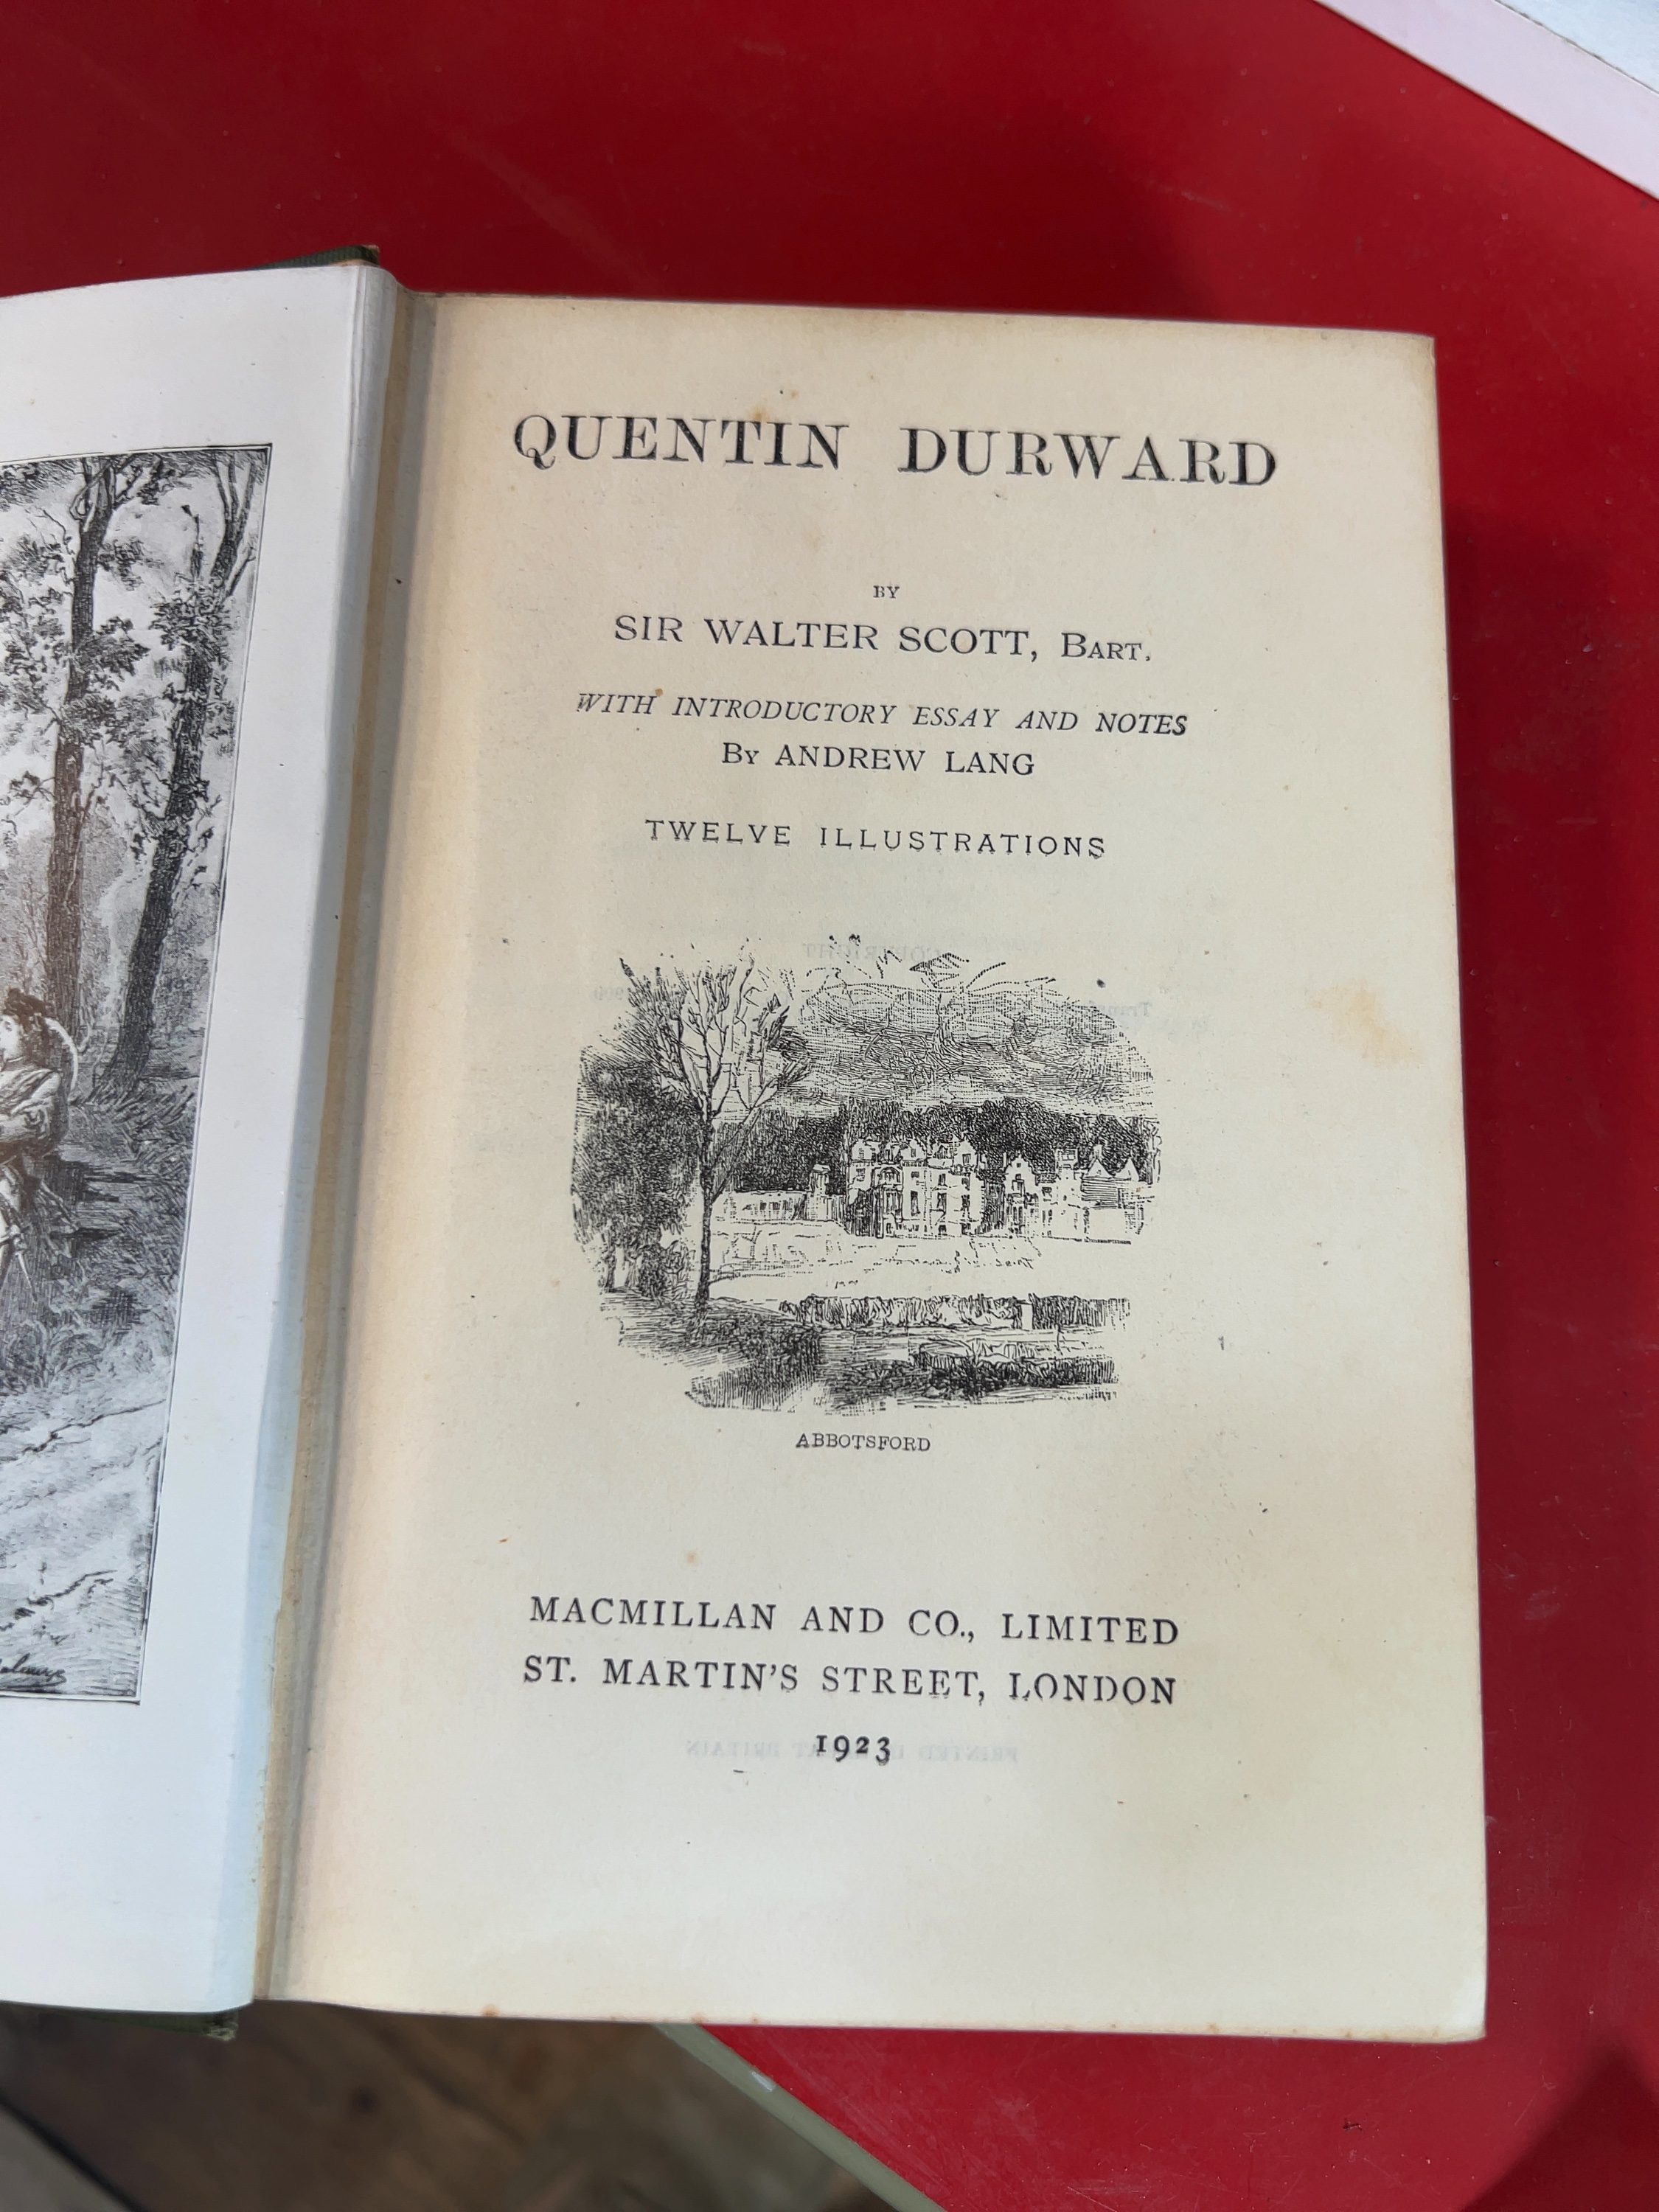 QUENTIN DURWARD
BY
SIR WALTER SCOTT, BART.
WITH INTRODUCTORY ESSAY AND NOTES
BY ANDREW LANG
TWELVE ILLUSTRATIONS
ABBOTSFORD
MACMILLAN AND CO., LIMITED
ST. MARTIN'S STREET, LONDON
1923